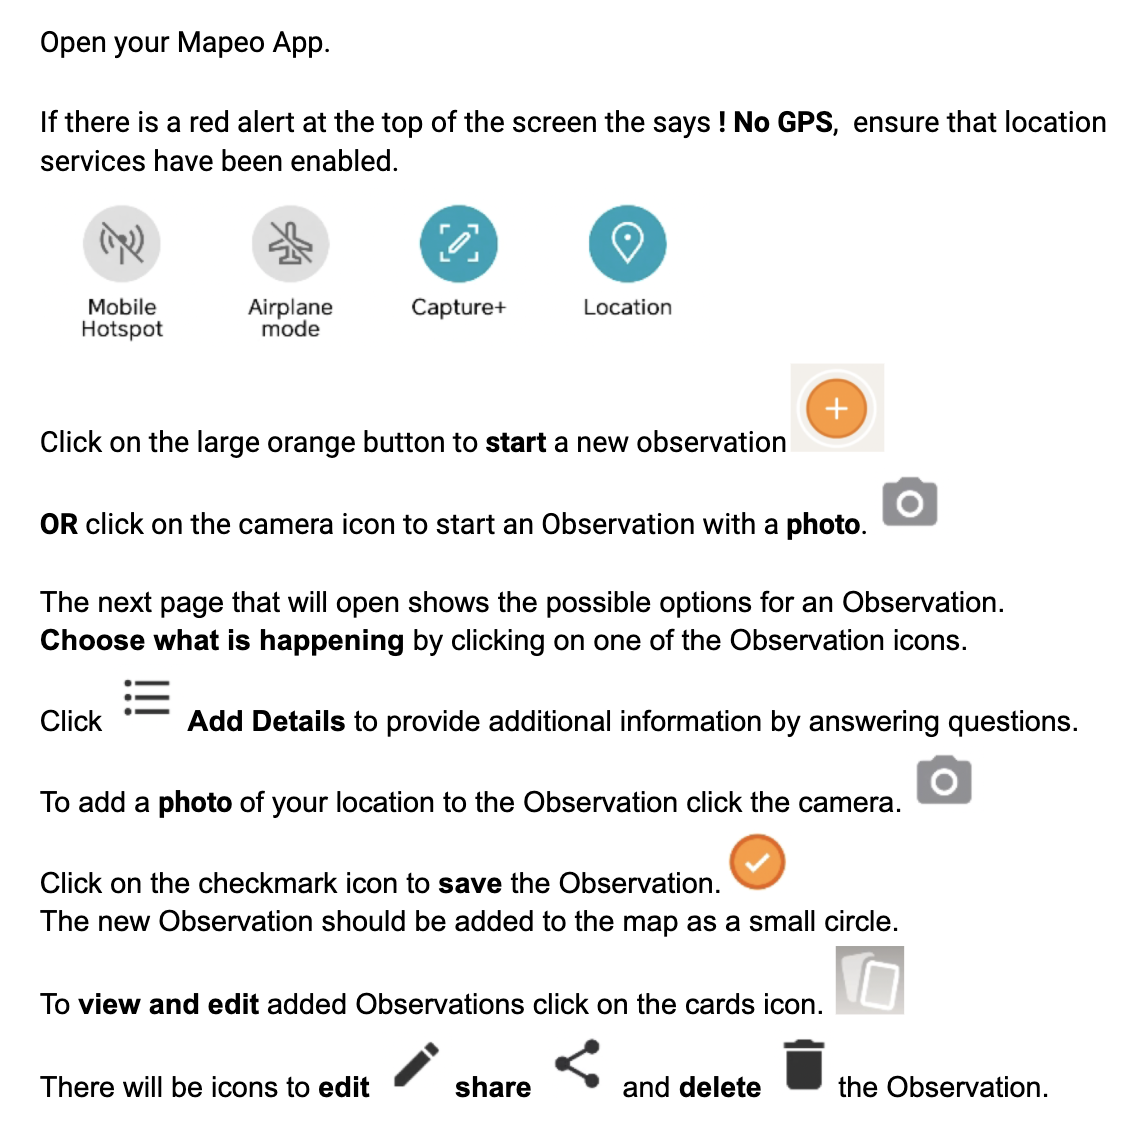 Open your Mapeo App.
If there is a red alert at the top of the screen the says ! No GPS,  ensure that location
services have been enabled.
Mobile
Hotspot
Airplane
mode
Capture+
Location
Click on the large orange button to start a new observation
OR click on the camera icon to start an Observation with a photo.
The next page that will open shows the possible options for an Observation.
Choose what is happening by clicking on one of the Observation icons.
Click Add Details to provide additional information by answering questions.
To add a photo of your location to the Observation click the camera.
Click on the checkmark icon to save the Observation.
The new Observation should be added to the map as a small circle.
To view and edit added Observations click on the cards icon.
There will be icons to edit share and delete the Observation.